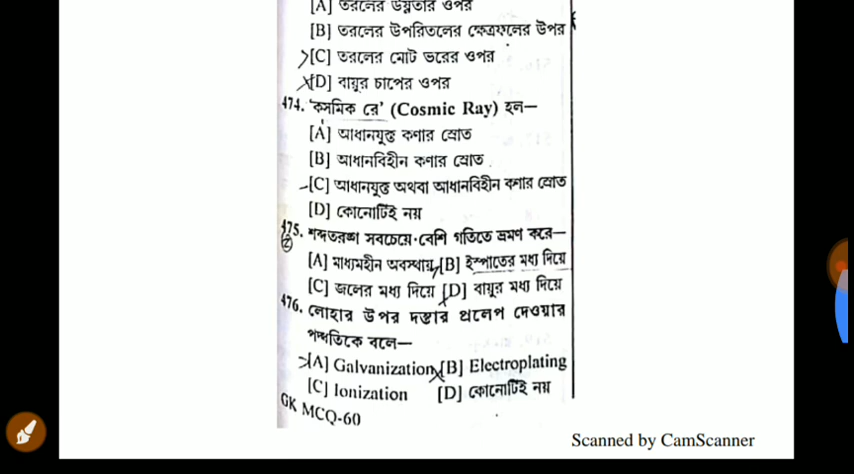 [A] তরলের উষ্ণতার ওপর
[B] তরলের উপরিতলের ক্ষেত্রফলের উপর
[C] তরলের মোট ভরের ওপর
[D] বায়ুর চাপের ওপর
474. 'কসমিক রে' (Cosmic Ray) হল—
[A] আধানযুক্ত কণার স্রোত
[B] আধানবিহীন কণার স্রোত
[C] আধানযুক্ত অথবা আধানবিহীন কণার স্রোত
[D] কোনোটিই নয়
475. শব্দতরঙ্গ সবচেয়ে বেশি গতিতে ভ্রমণ করে—
[A] মাধ্যমহীন অবস্থায় [B] ইস্পাতের মধ্য দিয়ে
[C] জলের মধ্য দিয়ে [D] বায়ুর মধ্য দিয়ে
476. লোহার উপর দস্তার প্রলেপ দেওয়ার
পদ্ধতিকে বলে—
[A] Galvanization [B] Electroplating
[C] Ionization [D] কোনোটিই নয়
GK MCQ-60
Scanned by CamScanner